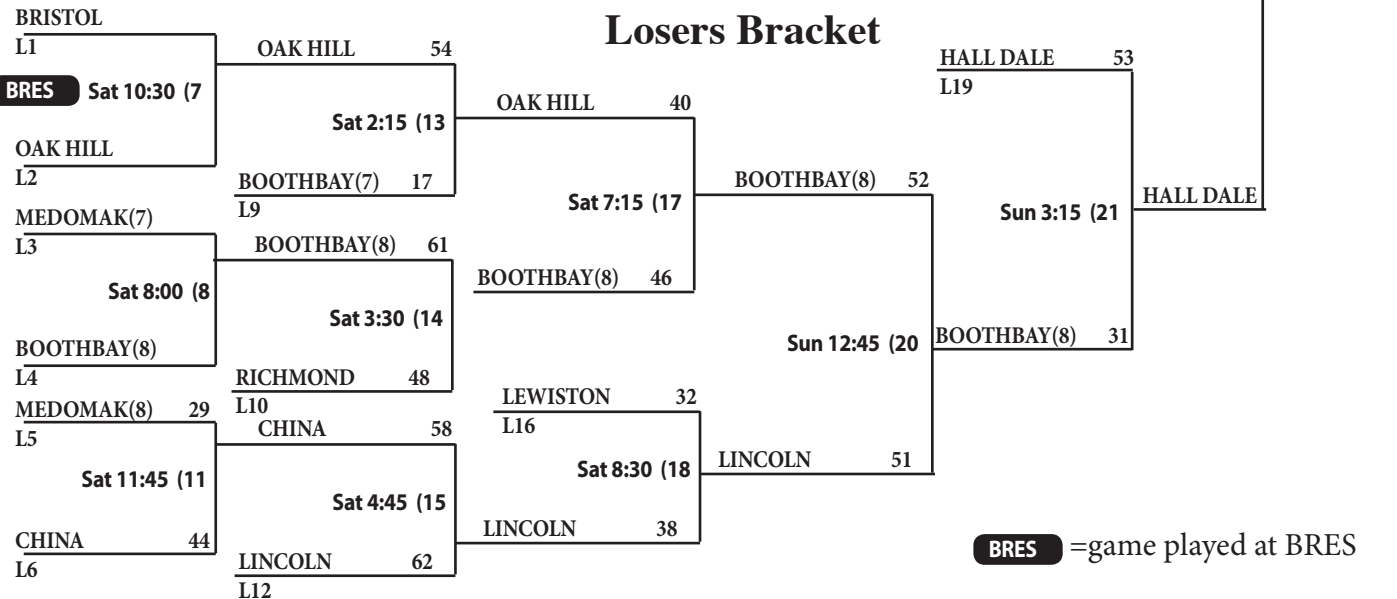 Losers Bracket
BRISTOL
L1
BRES Sat 10:30 (7
OAK HILL
L2
MEDOMAK(7)
L3
Sat 8:00 (8
BOOTHBAY(8)
L4
MEDOMAK(8) 29
L5
Sat 11:45 (11
CHINA 44
L6
OAK HILL 54
Sat 2:15 (13
BOOTHBAY(7) 17
L9
BOOTHBAY(8) 61
Sat 3:30 (14
RICHMOND 48
L10
CHINA 58
Sat 4:45 (15
LINCOLN 62
L12
OAK HILL 40
Sat 7:15 (17
BOOTHBAY(8) 46
LEWISTON 32
L16
Sat 8:30 (18
LINCOLN 38
BOOTHBAY(8) 52
Sun 12:45 (20
LINCOLN 51
HALL DALE 53
L19
Sun 3:15 (21
BOOTHBAY(8) 31
HALL DALE
BRES =game played at BRES